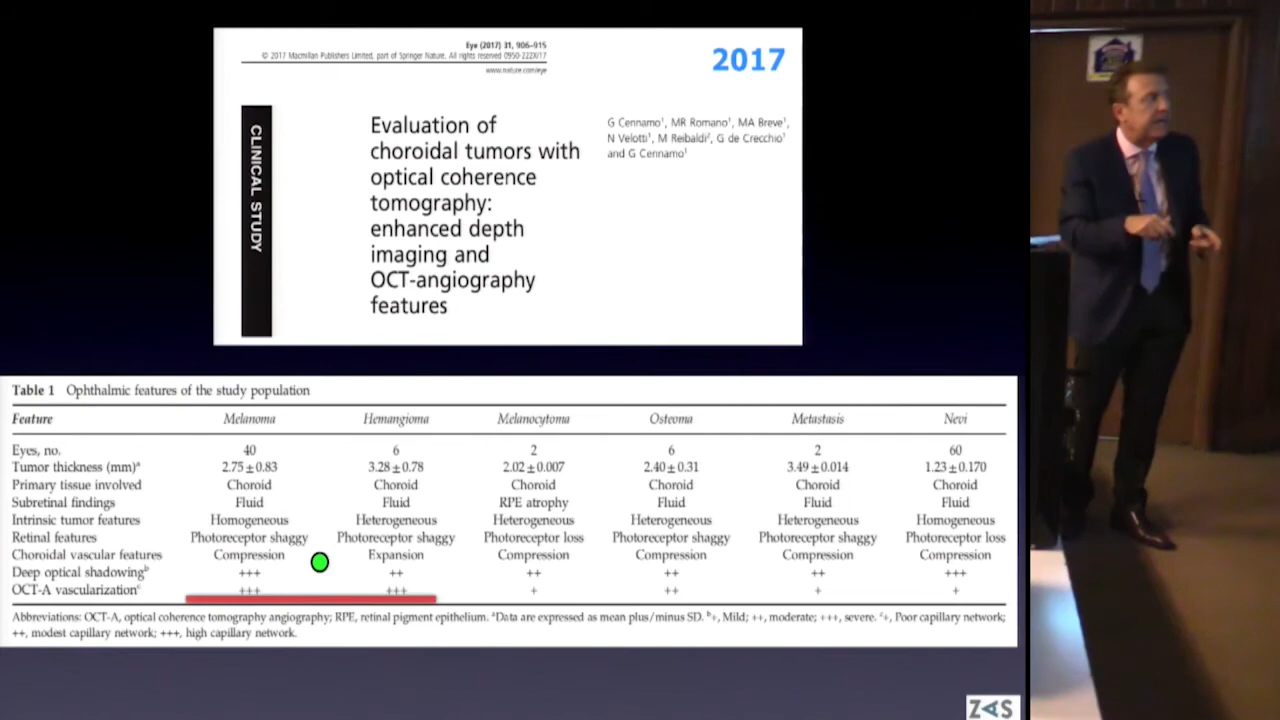 Eye (2017) 31, 906–915
© 2017 Macmillan Publishers Limited, part of Springer Nature. All rights reserved 0950-222X/17
www.nature.com/eye
2017
CLINICAL STUDY
Evaluation of
choroidal tumors with
optical coherence
tomography:
enhanced depth
imaging and
OCT-angiography
features
G Cennamo¹, MR Romano¹, MA Breve¹,
N Velotti¹, M Reibaldi², G de Crecchio¹
and G Cennamo¹
Table 1 Ophthalmic features of the study population
Feature Melanoma Hemangioma Melanocytoma Osteoma Metastasis Nevi
Eyes, no. 40 6 2 6 2 60
Tumor thickness (mm)ᵃ 2.75±0.83 3.28±0.78 2.02±0.007 2.40±0.31 3.49±0.014 1.23±0.170
Primary tissue involved Choroid Choroid Choroid Choroid Choroid Choroid
Subretinal findings Fluid Fluid RPE atrophy Fluid Fluid Fluid
Intrinsic tumor features Homogeneous Heterogeneous Heterogeneous Heterogeneous Heterogeneous Homogeneous
Retinal features Photoreceptor shaggy Photoreceptor shaggy Photoreceptor loss Photoreceptor shaggy Photoreceptor shaggy Photoreceptor loss
Choroidal vascular features Compression Expansion Compression Compression Compression Compression
Deep optical shadowingᵇ +++ ++ ++ ++ ++ +++
OCT-A vascularizationᶜ +++ +++ + ++ + +
Abbreviations: OCT-A, optical coherence tomography angiography; RPE, retinal pigment epithelium. ᵃData are expressed as mean plus/minus SD. ᵇ+, Mild; ++, moderate; +++, severe. ᶜ+, Poor capillary network;
++, modest capillary network; +++, high capillary network.
ZAS